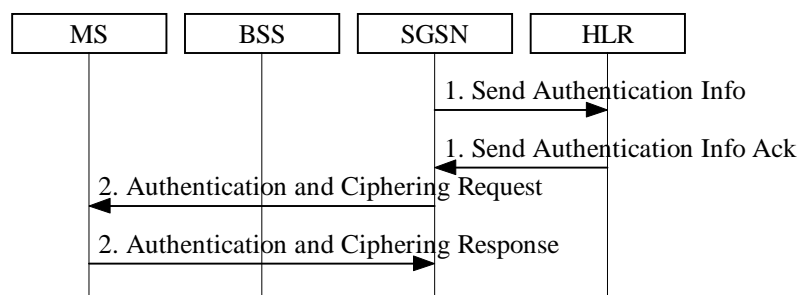 MS BSS SGSN HLR
1. Send Authentication Info
1. Send Authentication Info Ack
2. Authentication and Ciphering Request
2. Authentication and Ciphering Response